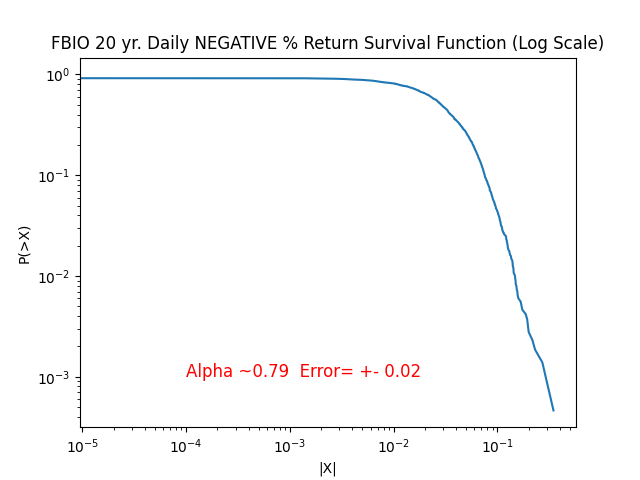 FBIO 20 yr. Daily NEGATIVE % Return Survival Function (Log Scale)
10⁰
10⁻¹
10⁻²
10⁻³
P(>X)
Alpha ~0.79  Error= +- 0.02
10⁻⁵ 10⁻⁴ 10⁻³ 10⁻² 10⁻¹
|X|